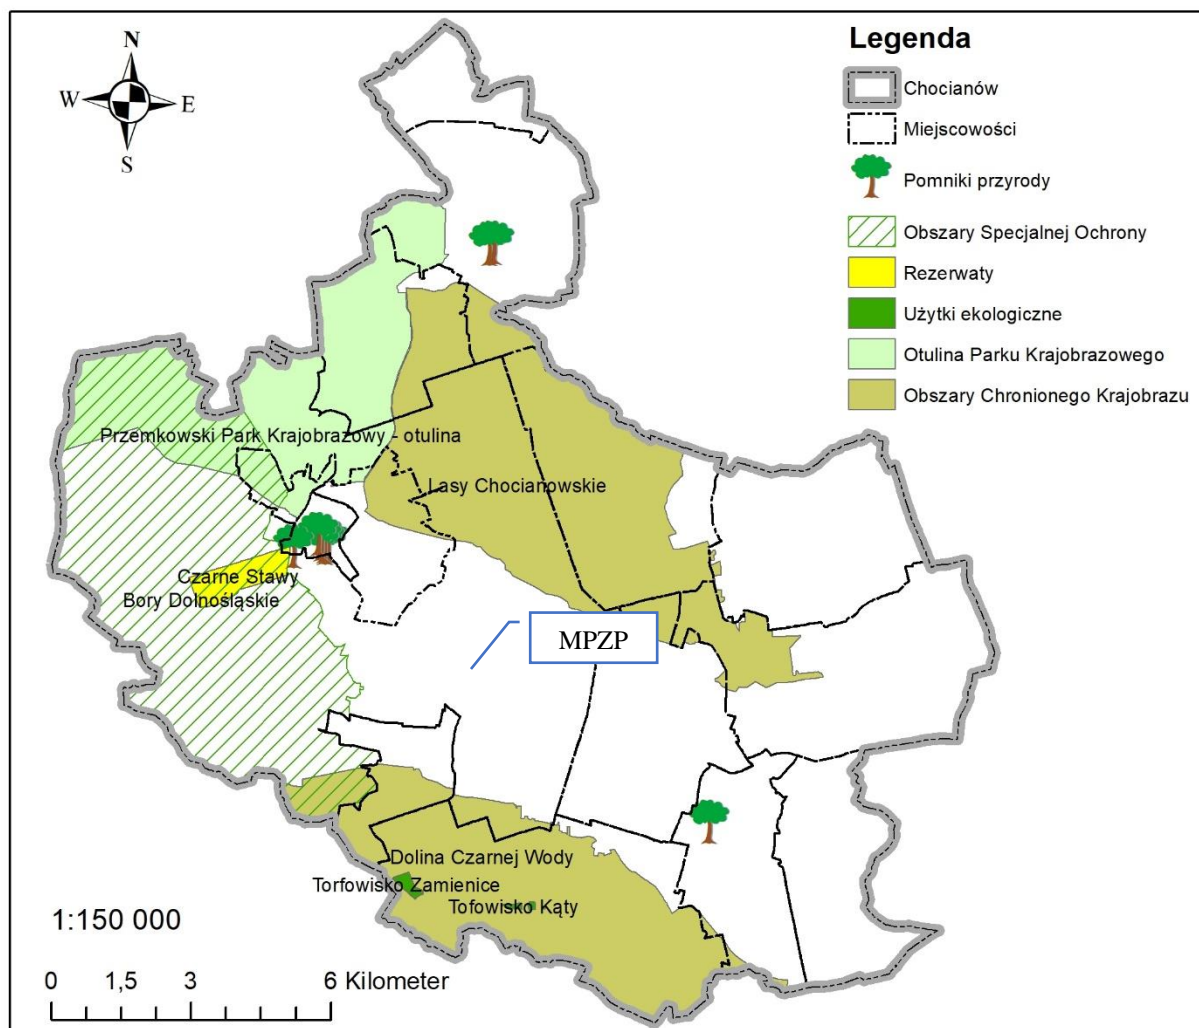 N
W E
S
Legenda
Chocianów
Miejscowości
Pomniki przyrody
Obszary Specjalnej Ochrony
Rezerwaty
Użytki ekologiczne
Otulina Parku Krajobrazowego
Obszary Chronionego Krajobrazu
Przemkowski Park Krajobrazowy - otulina
Lasy Chocianowskie
Czarne Stawy
Bory Dolnośląskie
MPZP
Dolina Czarnej Wody
Torfowisko Zamienice
Tofowisko Kąty
1:150 000
0 1,5 3 6 Kilometer